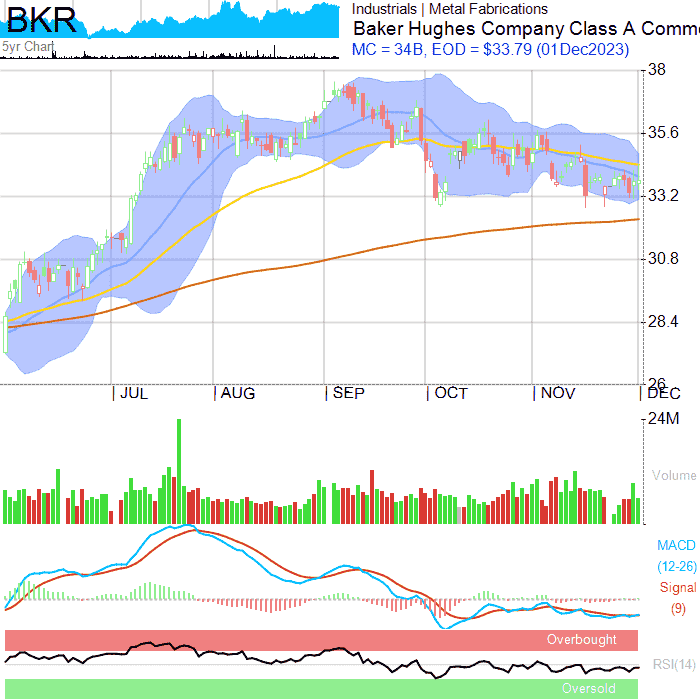 BKR
5yr Chart
Industrials | Metal Fabrications
Baker Hughes Company Class A Commo
MC = 34B, EOD = $33.79 (01Dec2023)
38
35.6
33.2
30.8
28.4
26
JUL AUG SEP OCT NOV DEC
24M
Volume
MACD
(12-26)
Signal
(9)
Overbought
RSI(14)
Oversold